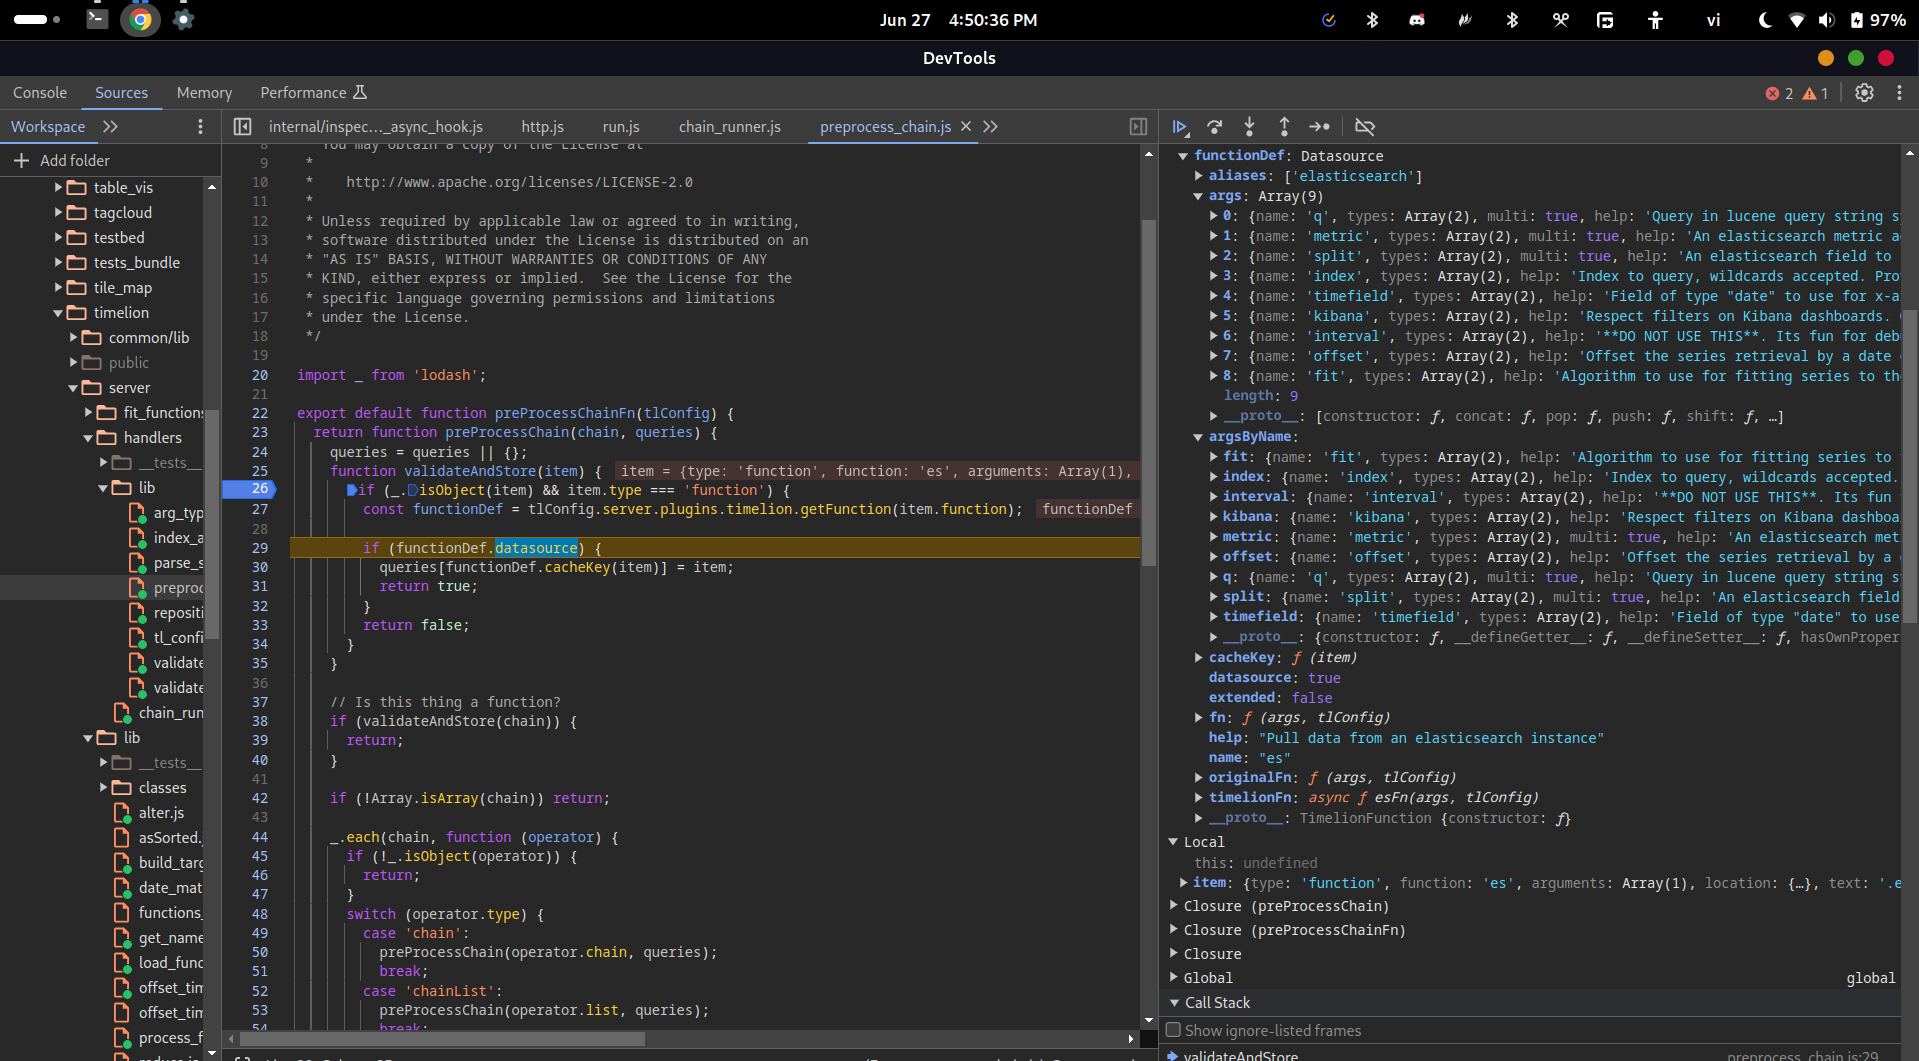 Jun 27 4:50:36 PM
vi
97%
DevTools
Console Sources Memory Performance
2 1
Workspace
internal/inspec…_async_hook.js http.js run.js chain_runner.js preprocess_chain.js
Add folder
table_vis
tagcloud
testbed
tests_bundle
tile_map
timelion
common/lib
public
server
fit_functions
handlers
__tests__
lib
arg_typ
index_a
parse_s
preproc
repositi
tl_confi
validate
validate
chain_run
lib
__tests__
classes
alter.js
asSorted.
build_targ
date_mat
functions_
get_name
load_func
offset_tim
offset_tim
process_f
8 You may obtain a copy of the License at
9 *
10 * http://www.apache.org/licenses/LICENSE-2.0
11 *
12 * Unless required by applicable law or agreed to in writing,
13 * software distributed under the License is distributed on an
14 * "AS IS" BASIS, WITHOUT WARRANTIES OR CONDITIONS OF ANY
15 * KIND, either express or implied.  See the License for the
16 * specific language governing permissions and limitations
17 * under the License.
18 */
19
20 import _ from 'lodash';
21
22 export default function preProcessChainFn(tlConfig) {
23 return function preProcessChain(chain, queries) {
24 queries = queries || {};
25 function validateAndStore(item) { item = {type: 'function', function: 'es', arguments: Array(1),
26 if (_.isObject(item) && item.type === 'function') {
27 const functionDef = tlConfig.server.plugins.timelion.getFunction(item.function); functionDef
28
29 if (functionDef.datasource) {
30 queries[functionDef.cacheKey(item)] = item;
31 return true;
32 }
33 return false;
34 }
35 }
36
37 // Is this thing a function?
38 if (validateAndStore(chain)) {
39 return;
40 }
41
42 if (!Array.isArray(chain)) return;
43
44 _.each(chain, function (operator) {
45 if (!_.isObject(operator)) {
46 return;
47 }
48 switch (operator.type) {
49 case 'chain':
50 preProcessChain(operator.chain, queries);
51 break;
52 case 'chainList':
53 preProcessChain(operator.list, queries);
54 break;
functionDef: Datasource
aliases: ['elasticsearch']
args: Array(9)
0: {name: 'q', types: Array(2), multi: true, help: 'Query in lucene query string s
1: {name: 'metric', types: Array(2), multi: true, help: 'An elasticsearch metric a
2: {name: 'split', types: Array(2), multi: true, help: 'An elasticsearch field to
3: {name: 'index', types: Array(2), help: 'Index to query, wildcards accepted. Pro
4: {name: 'timefield', types: Array(2), help: 'Field of type "date" to use for x-a
5: {name: 'kibana', types: Array(2), help: 'Respect filters on Kibana dashboards.
6: {name: 'interval', types: Array(2), help: '**DO NOT USE THIS**. Its fun for deb
7: {name: 'offset', types: Array(2), help: 'Offset the series retrieval by a date
8: {name: 'fit', types: Array(2), help: 'Algorithm to use for fitting series to th
length: 9
__proto__: [constructor: ƒ, concat: ƒ, pop: ƒ, push: ƒ, shift: ƒ, …]
argsByName:
fit: {name: 'fit', types: Array(2), help: 'Algorithm to use for fitting series to
index: {name: 'index', types: Array(2), help: 'Index to query, wildcards accepted.
interval: {name: 'interval', types: Array(2), help: '**DO NOT USE THIS**. Its fun
kibana: {name: 'kibana', types: Array(2), help: 'Respect filters on Kibana dashboa
metric: {name: 'metric', types: Array(2), multi: true, help: 'An elasticsearch met
offset: {name: 'offset', types: Array(2), help: 'Offset the series retrieval by a
q: {name: 'q', types: Array(2), multi: true, help: 'Query in lucene query string s
split: {name: 'split', types: Array(2), multi: true, help: 'An elasticsearch field
timefield: {name: 'timefield', types: Array(2), help: 'Field of type "date" to use
__proto__: {constructor: ƒ, __defineGetter__: ƒ, __defineSetter__: ƒ, hasOwnProper
cacheKey: ƒ (item)
datasource: true
extended: false
fn: ƒ (args, tlConfig)
help: "Pull data from an elasticsearch instance"
name: "es"
originalFn: ƒ (args, tlConfig)
timelionFn: async ƒ esFn(args, tlConfig)
__proto__: TimelionFunction {constructor: ƒ}
Local
this: undefined
item: {type: 'function', function: 'es', arguments: Array(1), location: {…}, text: '.e
Closure (preProcessChain)
Closure (preProcessChainFn)
Closure
Global global
Call Stack
Show ignore-listed frames
validateAndStore preprocess_chain.js:29